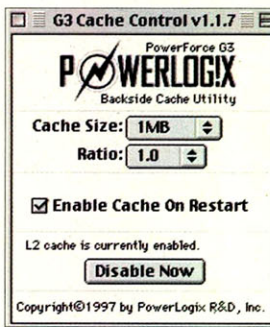 G3 Cache Control v1.1.7
PowerForce G3
POWERLOG!X
Backside Cache Utility
Cache Size: 1MB
Ratio: 1.0
Enable Cache On Restart
L2 cache is currently enabled.
Disable Now
Copyright©1997 by PowerLogix R&D, Inc.